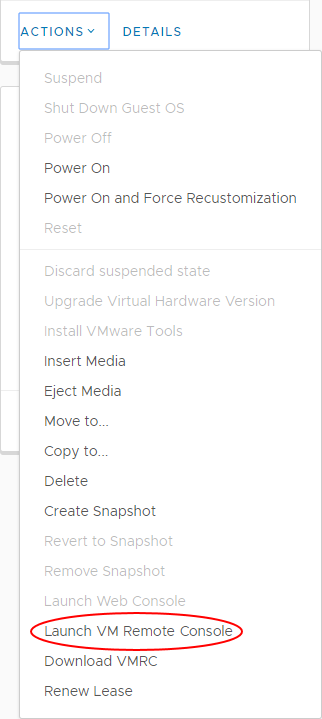 ACTIONS DETAILS
Suspend
Shut Down Guest OS
Power Off
Power On
Power On and Force Recustomization
Reset
Discard suspended state
Upgrade Virtual Hardware Version
Install VMware Tools
Insert Media
Eject Media
Move to...
Copy to...
Delete
Create Snapshot
Revert to Snapshot
Remove Snapshot
Launch Web Console
Launch VM Remote Console
Download VMRC
Renew Lease